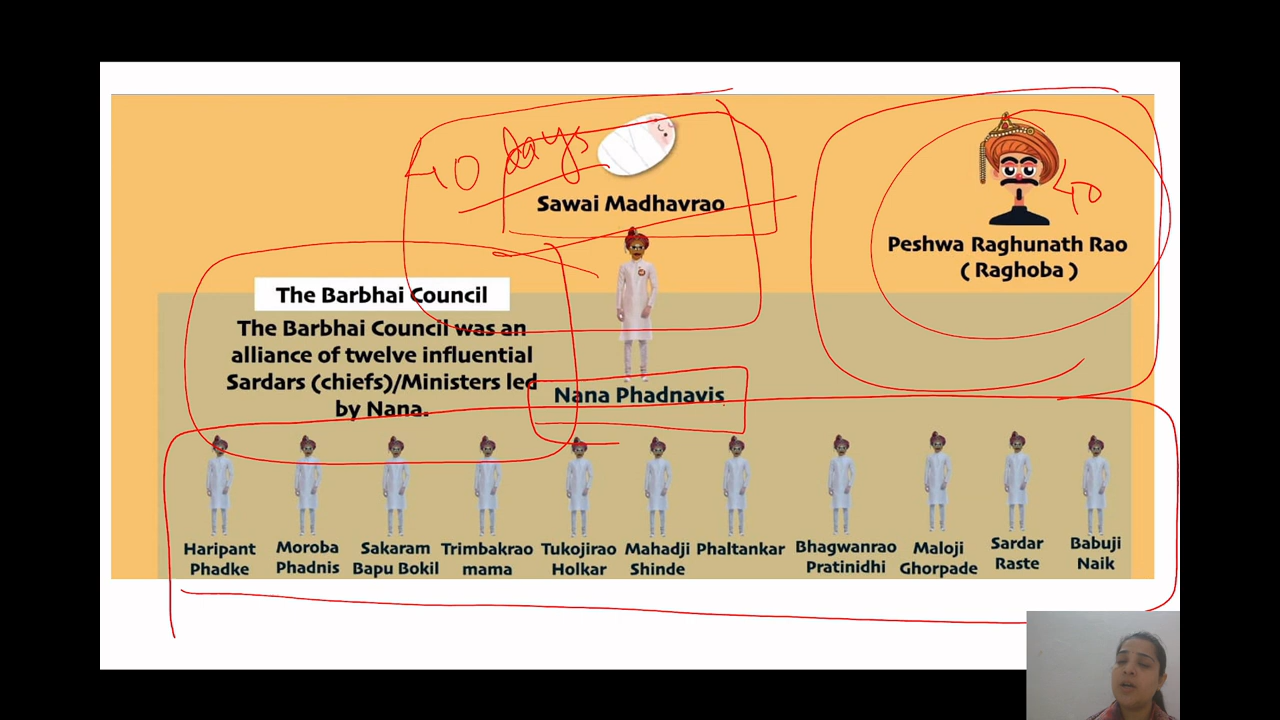 40 days
Sawai Madhavrao
40
Peshwa Raghunath Rao
( Raghoba )
The Barbhai Council
The Barbhai Council was an
alliance of twelve influential
Sardars (chiefs)/Ministers led
by Nana.
Nana Phadnavis
Haripant
Phadke
Moroba
Phadnis
Sakaram
Bapu Bokil
Trimbakrao
mama
Tukojirao
Holkar
Mahadji
Shinde
Phaltankar
Bhagwanrao
Pratinidhi
Maloji
Ghorpade
Sardar
Raste
Babuji
Naik